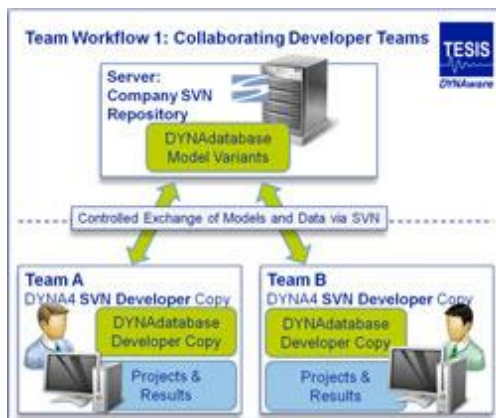 Team Workflow 1: Collaborating Developer Teams
TESIS
DYNAware
Server:
Company SVN
Repository
DYNAdatabase
Model Variants
Controlled Exchange of Models and Data via SVN
Team A
DYNA4 SVN Developer Copy
DYNAdatabase
Developer Copy
Projects &
Results
Team B
DYNA4 SVN Developer Copy
DYNAdatabase
Developer Copy
Projects &
Results